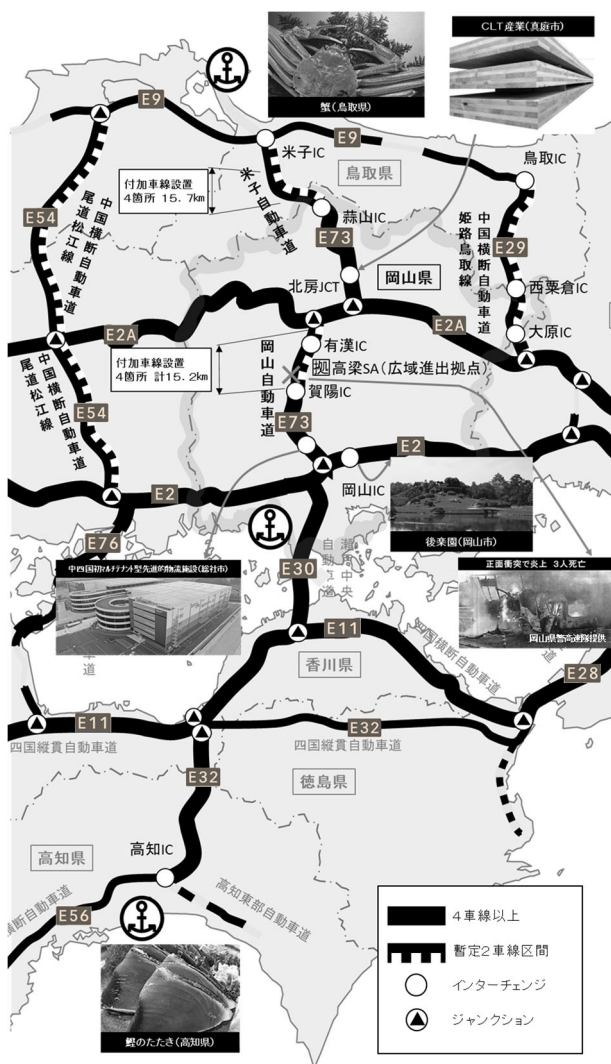 CLT産業(真庭市)
蟹(鳥取県)
E9
E9
米子IC
鳥取県
鳥取IC
付加車線設置
4箇所 15.7km
米子自動車道
蒜山IC
E54
中国横断自動車道
尾道松江線
E73
中国横断自動車道
姫路鳥取線
E29
北房JCT
岡山県
西粟倉IC
E2A
E2A
大原IC
有漢IC
付加車線設置
4箇所 計15.2km
岡山自動車道
拠 高梁SA(広域進出拠点)
賀陽IC
中国横断自動車道
尾道松江線
E54
E73
E2
岡山IC
E2
後楽園(岡山市)
E76
中四国初マルチテナント型先進的物流施設(総社市)
E30
瀬戸中央
自動車道
正面衝突で炎上 3人死亡
岡山県警高速隊提供
E11
香川県
四国横断自動車道
E28
車道
E11
四国縦貫自動車道
E32
四国縦貫自動車道
E32
徳島県
高知IC
高知県
横断自動車道
E56
高知東部自動車道
鰹のたたき(高知県)
4車線以上
暫定2車線区間
インターチェンジ
ジャンクション